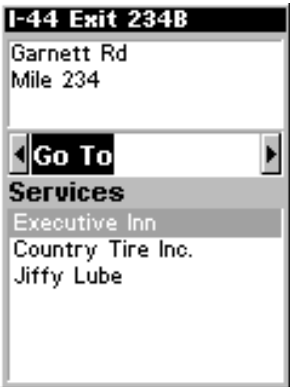 I-44 Exit 234B
Garnett Rd
Mile 234
Go To
Services
Executive Inn
Country Tire Inc.
Jiffy Lube